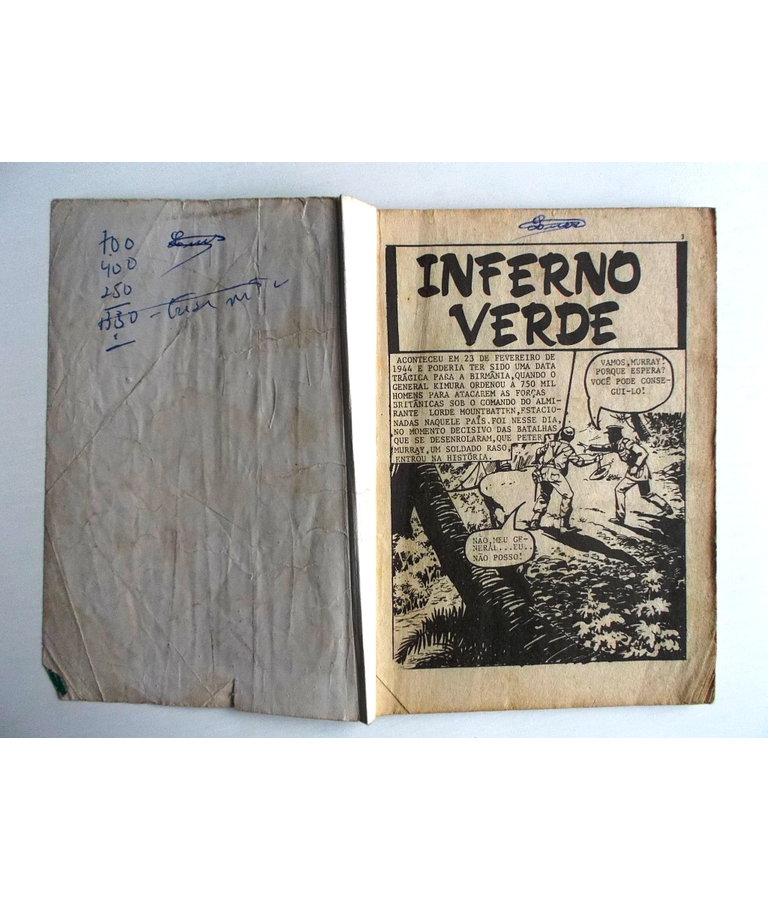 700
400
250
1350
3
INFERNO
VERDE
ACONTECEU EM 23 DE FEVEREIRO DE
1944 E PODERIA TER SIDO UMA DATA
TRÁGICA PARA A BIRMÂNIA,QUANDO O
GENERAL KIMURA ORDENOU A 750 MIL
HOMENS PARA ATACAREM AS FORÇAS
BRITÂNICAS SOB O COMANDO DO ALMI-
RANTE LORDE MOUNTBATTEN,ESTACIO-
NADAS NAQUELE PAÍS.FOI NESSE DIA,
NO MOMENTO DECISIVO DAS BATALHAS
QUE SE DESENROLARAM,QUE PETER
MURRAY,UM SOLDADO RASO,
ENTROU NA HISTÓRIA.
VAMOS,MURRAY!
PORQUE ESPERA?
VOCÊ PODE CONSE-
GUI-LO!
NÃO,MEU GE-
NERAL...EU..
NÃO POSSO!